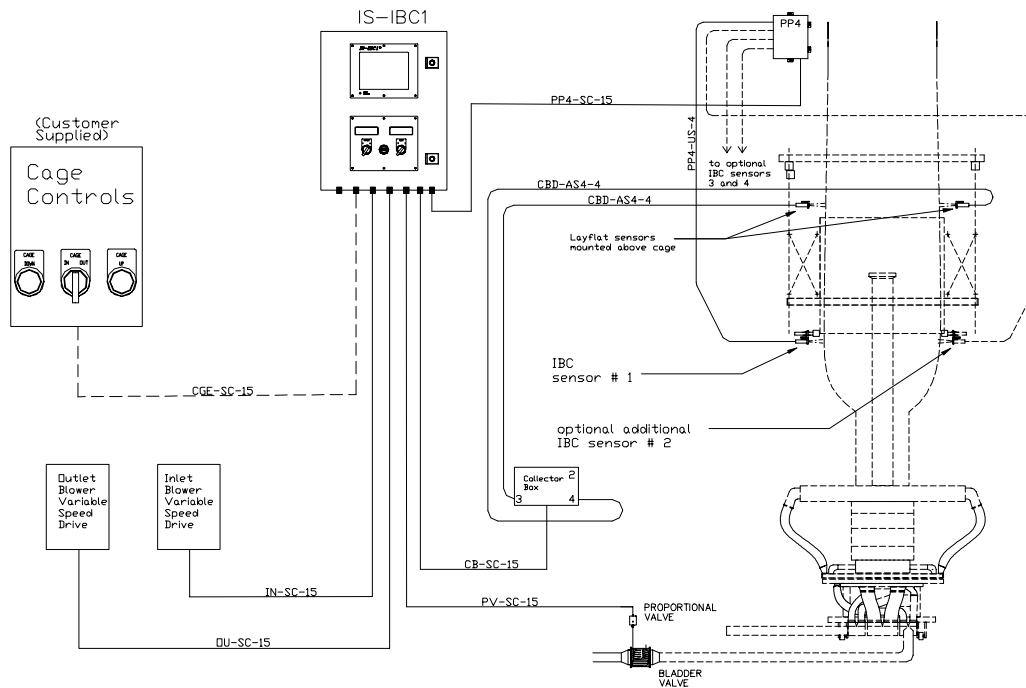 IS-IBC1
IS-IBC1
PP4
(Customer
Supplied)
Cage
Controls
CAGE
DOWN
CAGE
IN OUT
CAGE
UP
PP4-SC-15
PP4-US-4
to optional
IBC sensors
3 and 4
CBD-AS4-4
CBD-AS4-4
Layflat sensors
mounted above cage
IBC
sensor # 1
optional additional
IBC sensor # 2
CGE-SC-15
Outlet
Blower
Variable
Speed
Drive
Inlet
Blower
Variable
Speed
Drive
Collector
Box
2
3
4
CB-SC-15
IN-SC-15
PV-SC-15
OU-SC-15
PROPORTIONAL
VALVE
BLADDER
VALVE